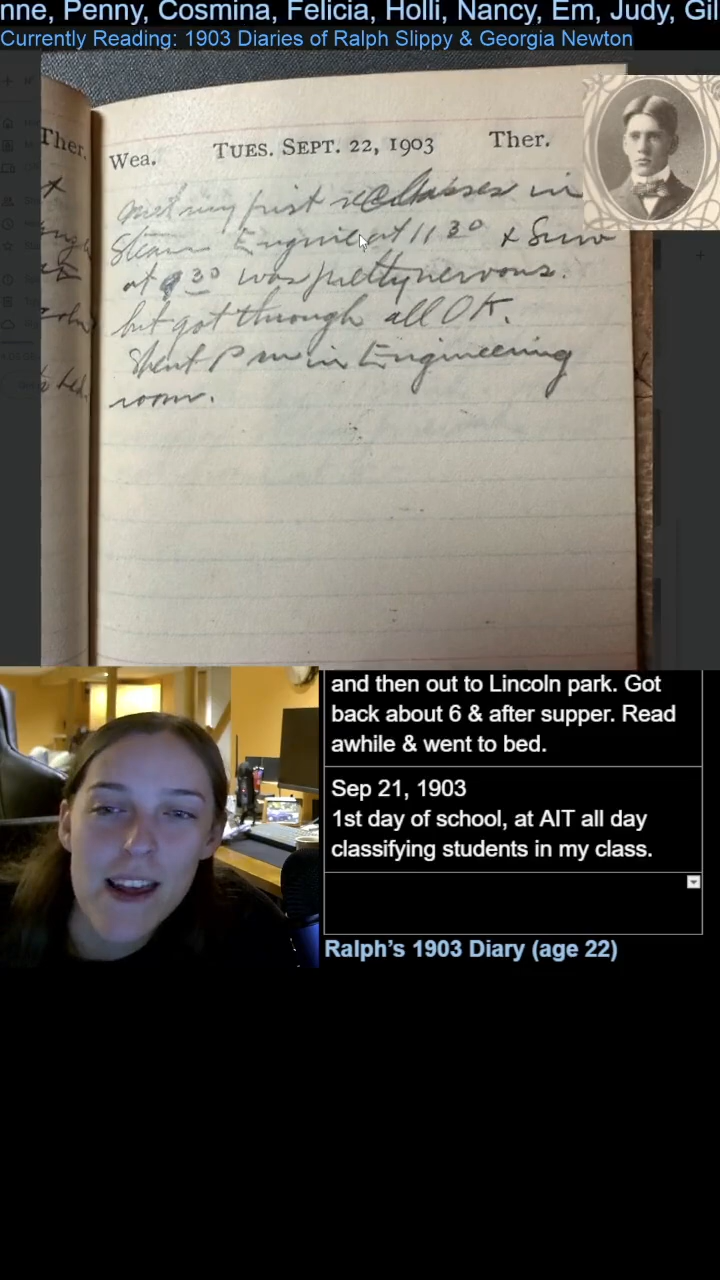 nne, Penny, Cosmina, Felicia, Holli, Nancy, Em, Judy, Gil
Currently Reading: 1903 Diaries of Ralph Slippy & Georgia Newton
Ther.
Wea. TUES. SEPT. 22, 1903 Ther.
met my first classes in
Steam Engine at 11 30 &
at 9 30 was pretty nervous.
but got through all OK.
Spent P m in Engineering
room.
and then out to Lincoln park. Got
back about 6 & after supper. Read
awhile & went to bed.
Sep 21, 1903
1st day of school, at AIT all day
classifying students in my class.
Ralph’s 1903 Diary (age 22)